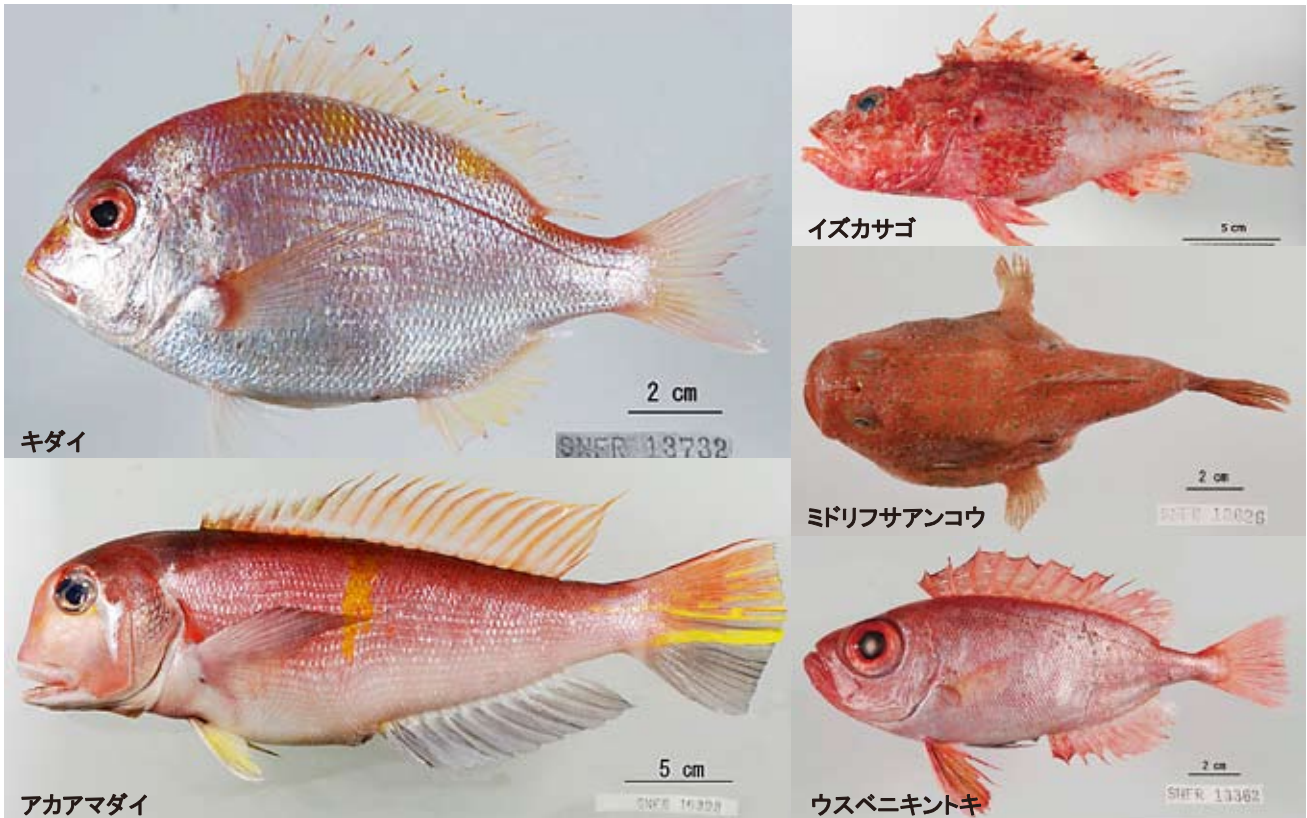 2 cm
SNFR 13732
キダイ
5 cm
アカアマダイ
イズカサゴ
5 cm
2 cm
ミドリフサアンコウ
2 cm
SNFR 13362
ウスベニキントキ